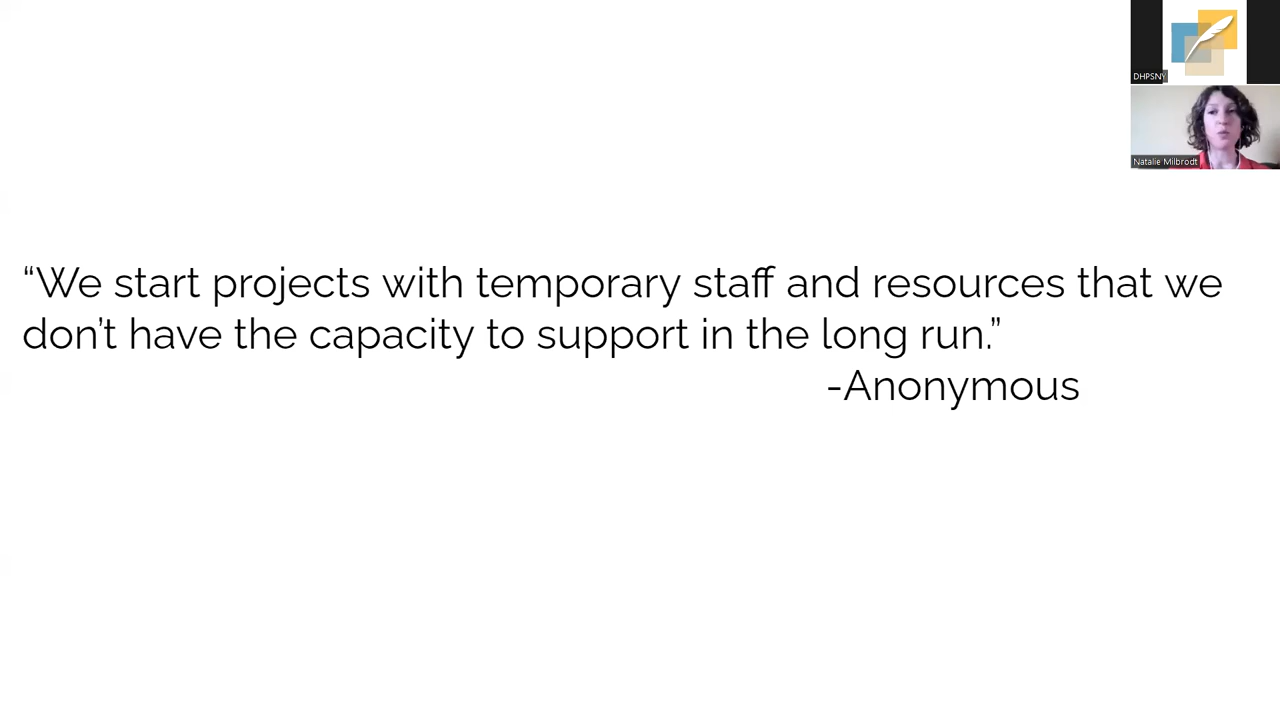 DHPSNY
Natalie Milbrodt
“We start projects with temporary staff and resources that we
don’t have the capacity to support in the long run.”
-Anonymous